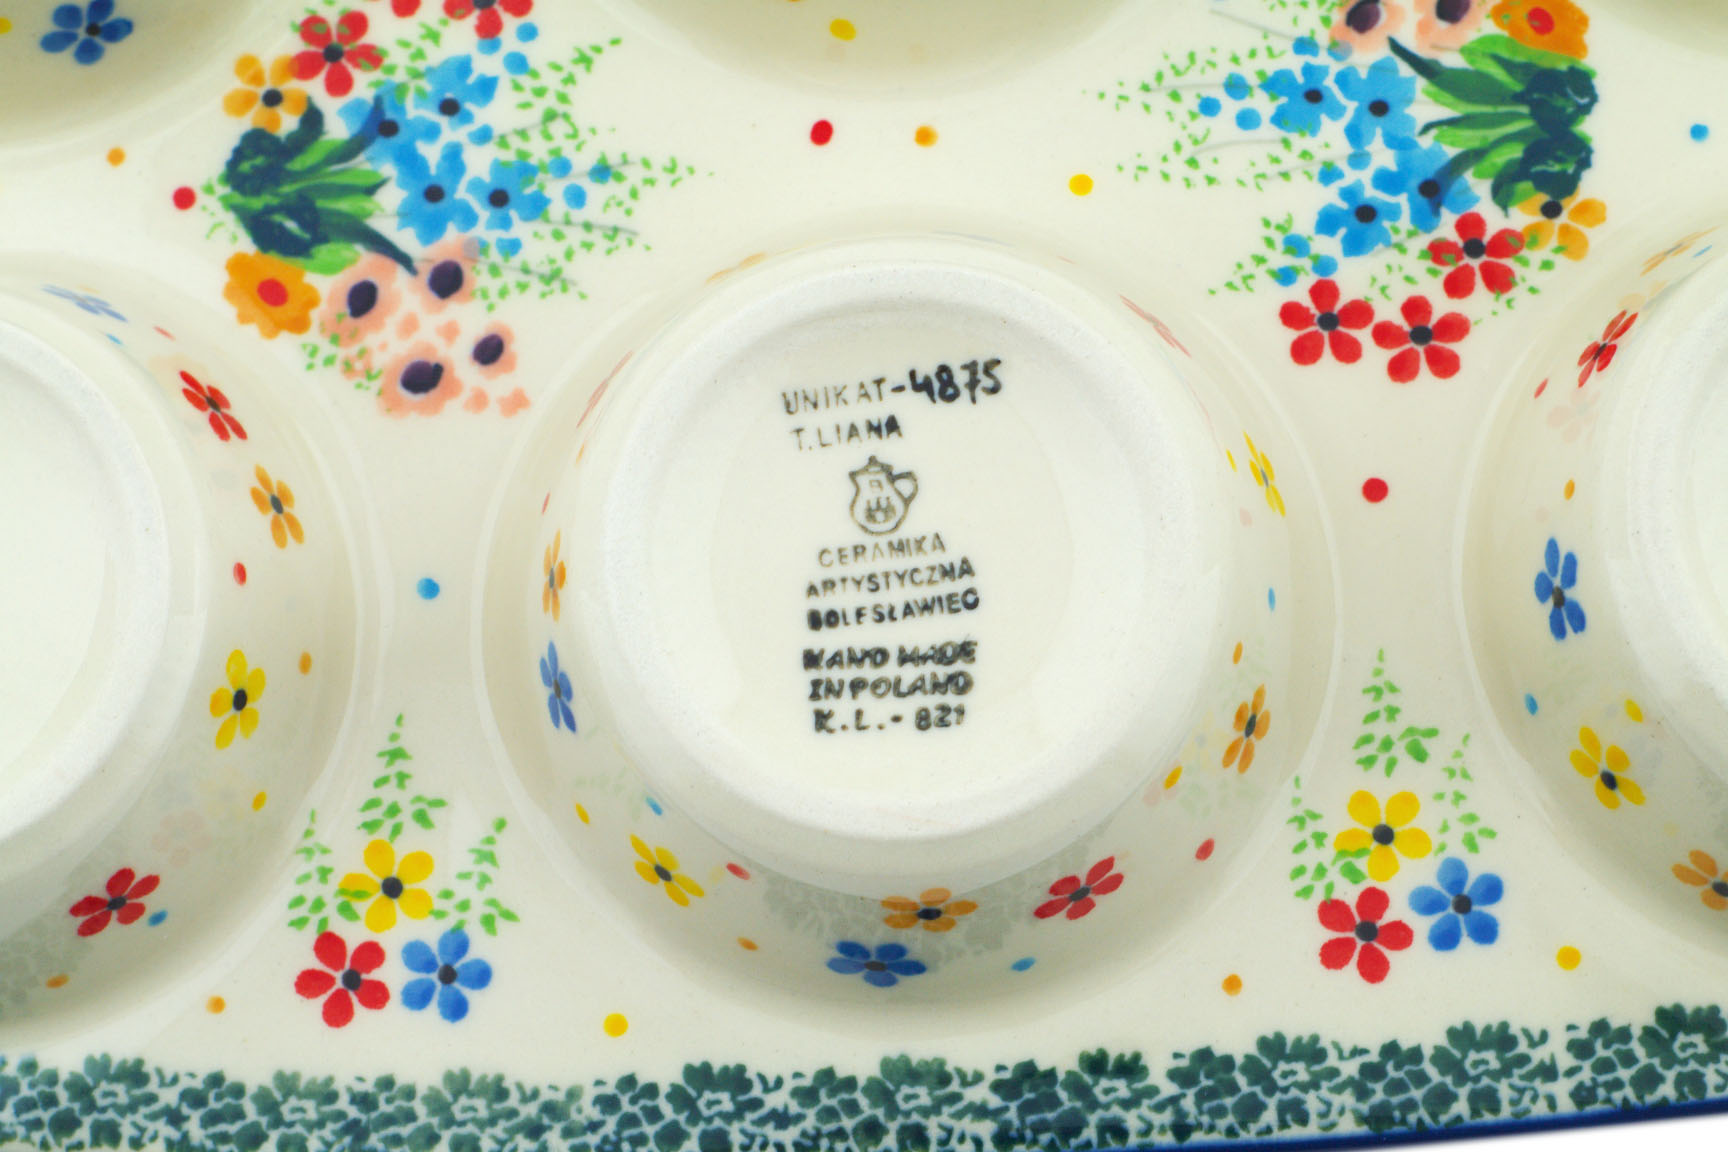 UNIKAT-4875
T.LIANA
CERAMIKA
ARTYSTYCZNA
BOLESŁAWIEC
HAND MADE
IN POLAND
K.L.- 821